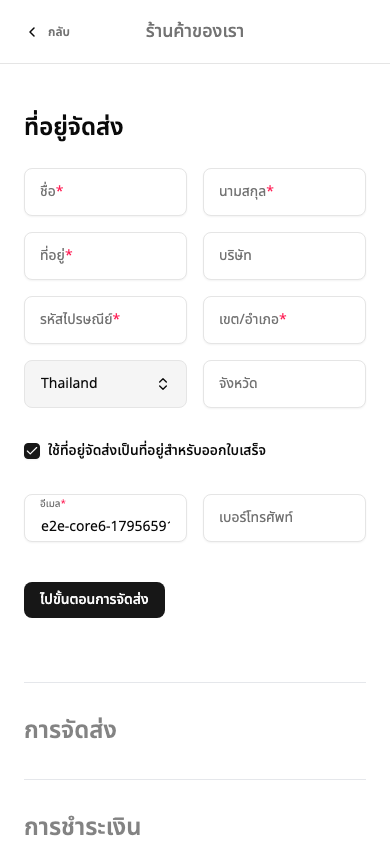 กลับ
ร้านค้าของเรา
ที่อยู่จัดส่ง
ชื่อ*
นามสกุล*
ที่อยู่*
บริษัท
รหัสไปรษณีย์*
เขต/อำเภอ*
Thailand
จังหวัด
ใช้ที่อยู่จัดส่งเป็นที่อยู่สำหรับออกใบเสร็จ
อีเมล*
e2e-core6-1795659
เบอร์โทรศัพท์
ไปขั้นตอนการจัดส่ง
การจัดส่ง
การชำระเงิน